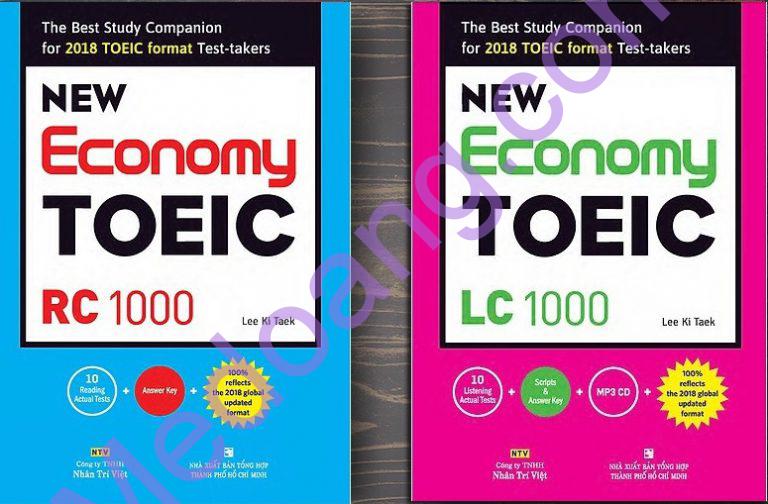 The Best Study Companion
for 2018 TOEIC format Test-takers
NEW
Economy
TOEIC
RC 1000
Lee Ki Taek
10
Reading
Actual Tests
+
Answer Key
+
100%
reflects
the 2018 global
updated
format
NTV
Công ty TNHH
Nhân Trí Việt
NHÀ XUẤT BẢN TỔNG HỢP
THÀNH PHỐ HỒ CHÍ MINH
The Best Study Companion
for 2018 TOEIC format Test-takers
NEW
Economy
TOEIC
LC 1000
Lee Ki Taek
10
Listening
Actual Tests
+
Scripts
&
Answer Key
+
MP3 CD
+
100%
reflects
the 2018 global
updated
format
NTV
Công ty TNHH
Nhân Trí Việt
NHÀ XUẤT BẢN TỔNG HỢP
THÀNH PHỐ HỒ CHÍ MINH